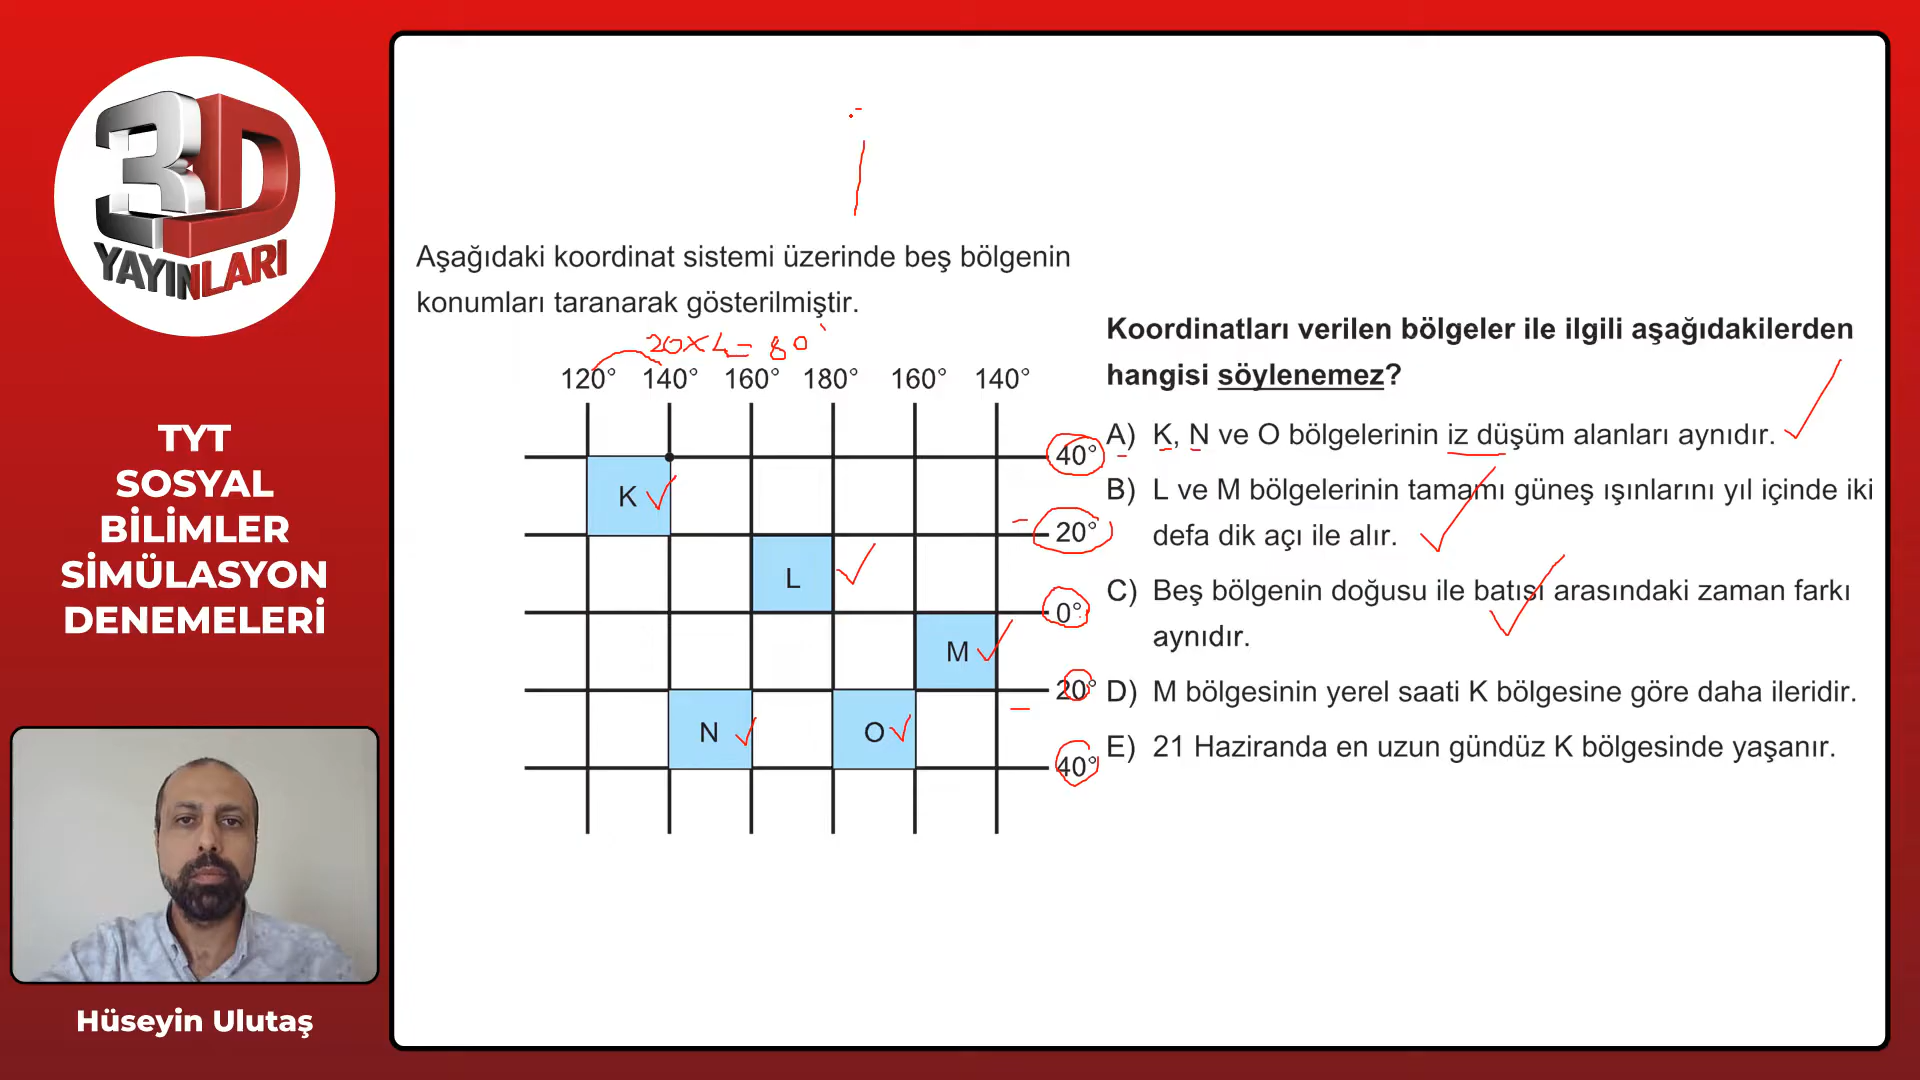 3D
YAYINLARI
TYT
SOSYAL
BİLİMLER
SİMÜLASYON
DENEMELERİ
Hüseyin Ulutaş
Aşağıdaki koordinat sistemi üzerinde beş bölgenin
konumları taranarak gösterilmiştir.
20x4=80'
120° 140° 160° 180° 160° 140°
40°
K
20°
L
0°
M
20°
N O
40°
Koordinatları verilen bölgeler ile ilgili aşağıdakilerden
hangisi söylenemez?
A) K, N ve O bölgelerinin iz düşüm alanları aynıdır.
B) L ve M bölgelerinin tamamı güneş ışınlarını yıl içinde iki
defa dik açı ile alır.
C) Beş bölgenin doğusu ile batısı arasındaki zaman farkı
aynıdır.
D) M bölgesinin yerel saati K bölgesine göre daha ileridir.
E) 21 Haziranda en uzun gündüz K bölgesinde yaşanır.